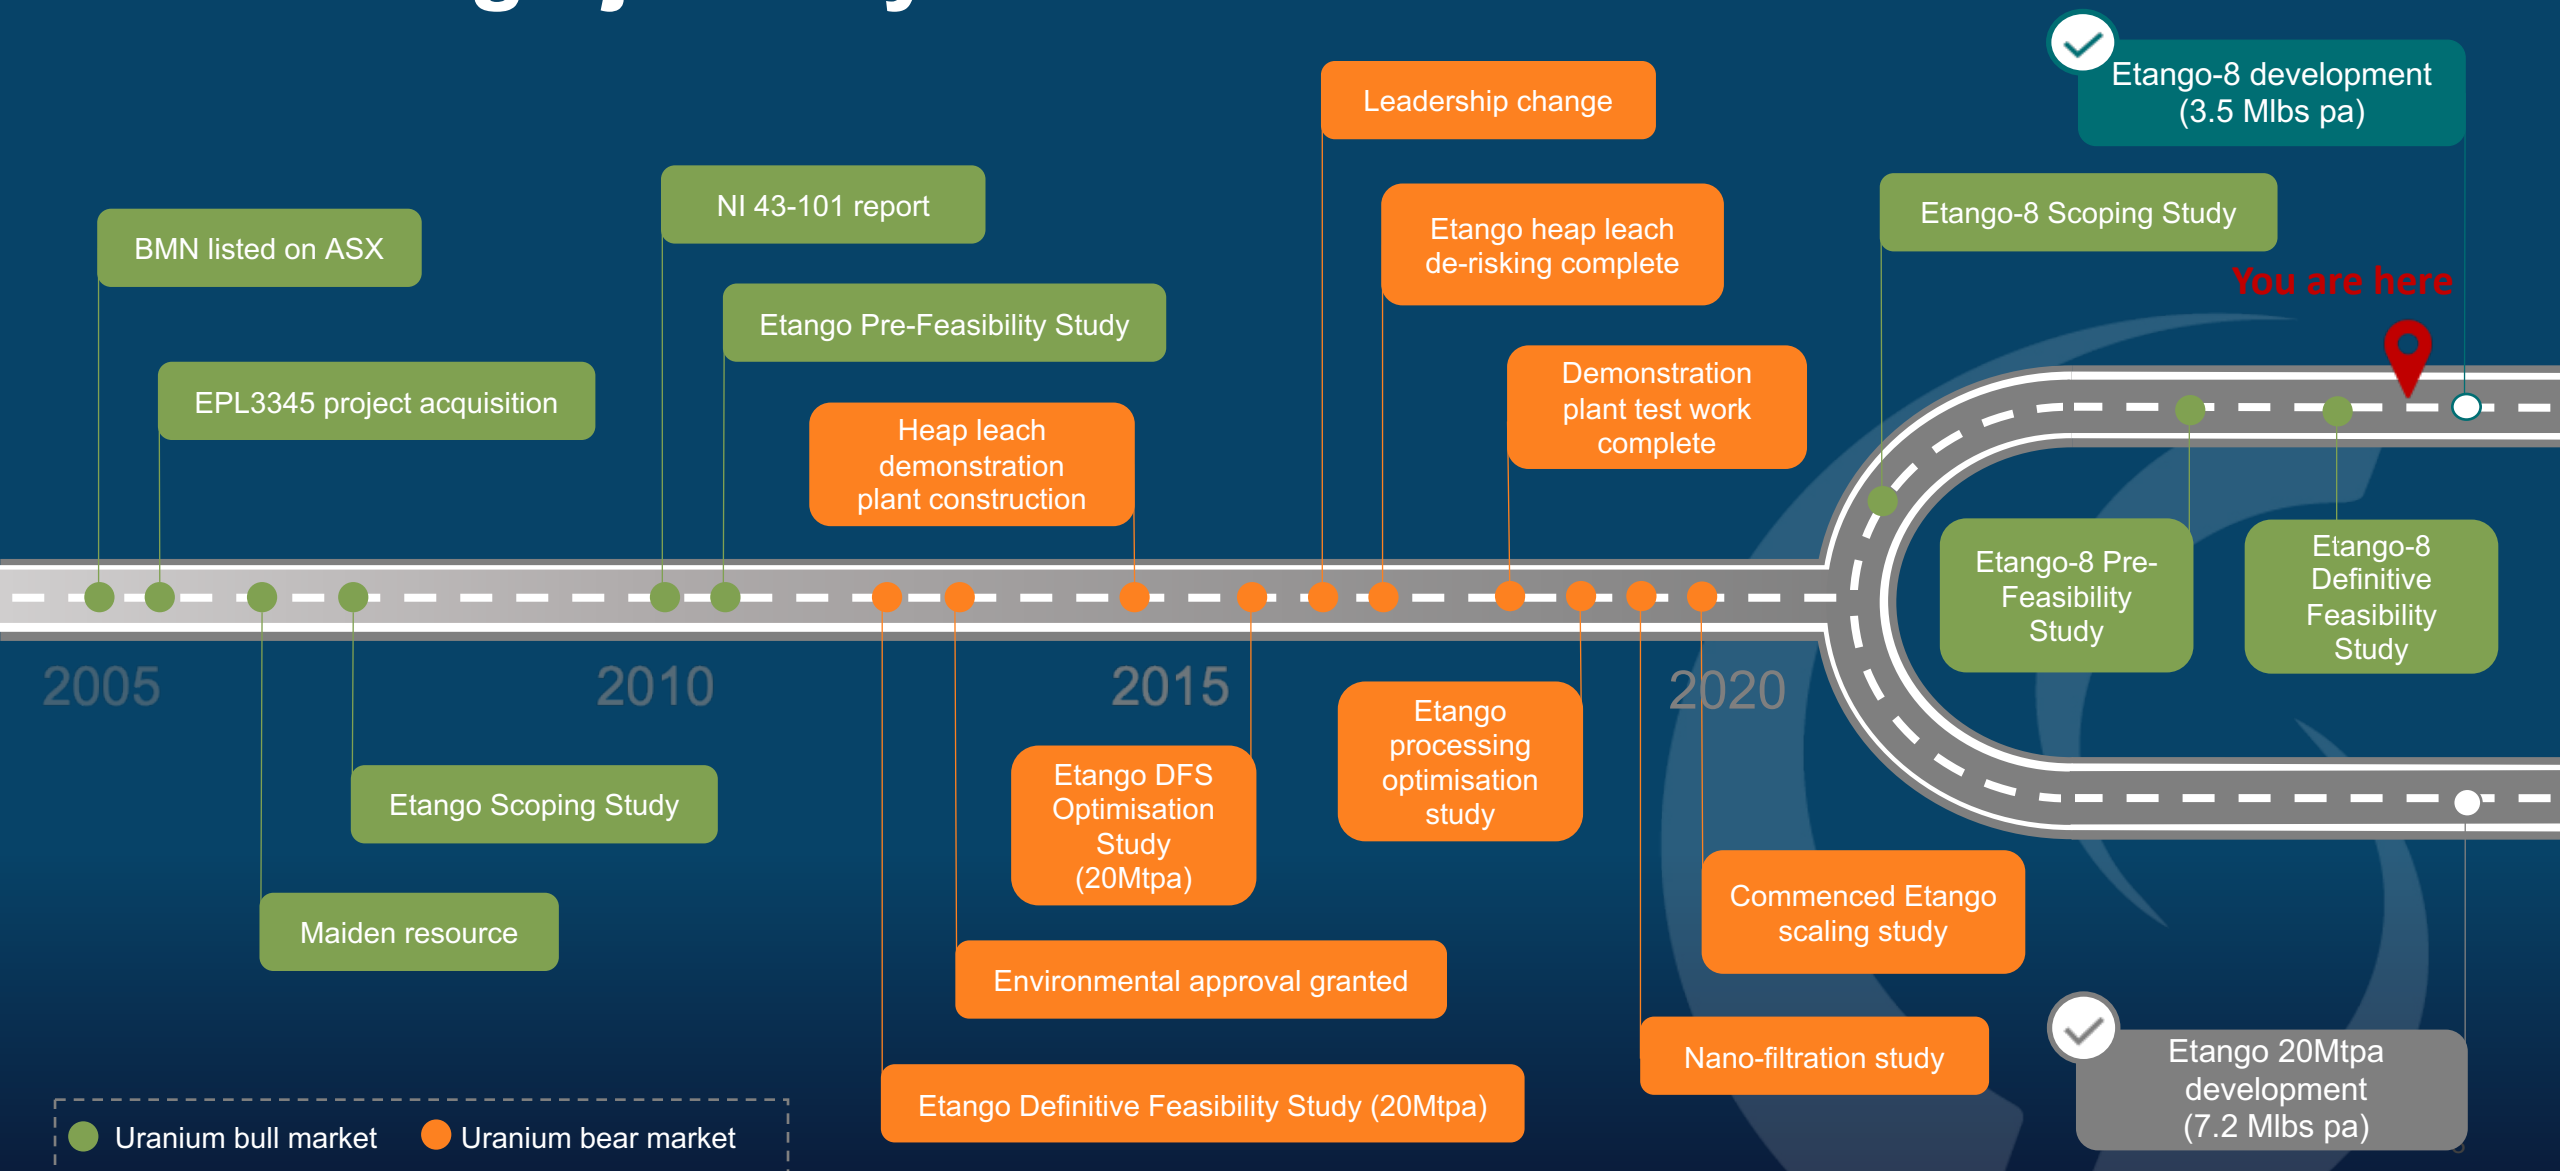 Etango-8 development
(3.5 Mlbs pa)
Leadership change
NI 43-101 report
Etango-8 Scoping Study
BMN listed on ASX
Etango heap leach
de-risking complete
You are here
Etango Pre-Feasibility Study
EPL3345 project acquisition
Demonstration
plant test work
complete
Heap leach
demonstration
plant construction
Etango-8 Pre-
Feasibility
Study
Etango-8
Definitive
Feasibility
Study
2005
2010
2015
2020
Etango
processing
optimisation
study
Etango DFS
Optimisation
Study
(20Mtpa)
Etango Scoping Study
Commenced Etango
scaling study
Maiden resource
Environmental approval granted
Nano-filtration study
Etango 20Mtpa
development
(7.2 Mlbs pa)
Etango Definitive Feasibility Study (20Mtpa)
Uranium bull market
Uranium bear market